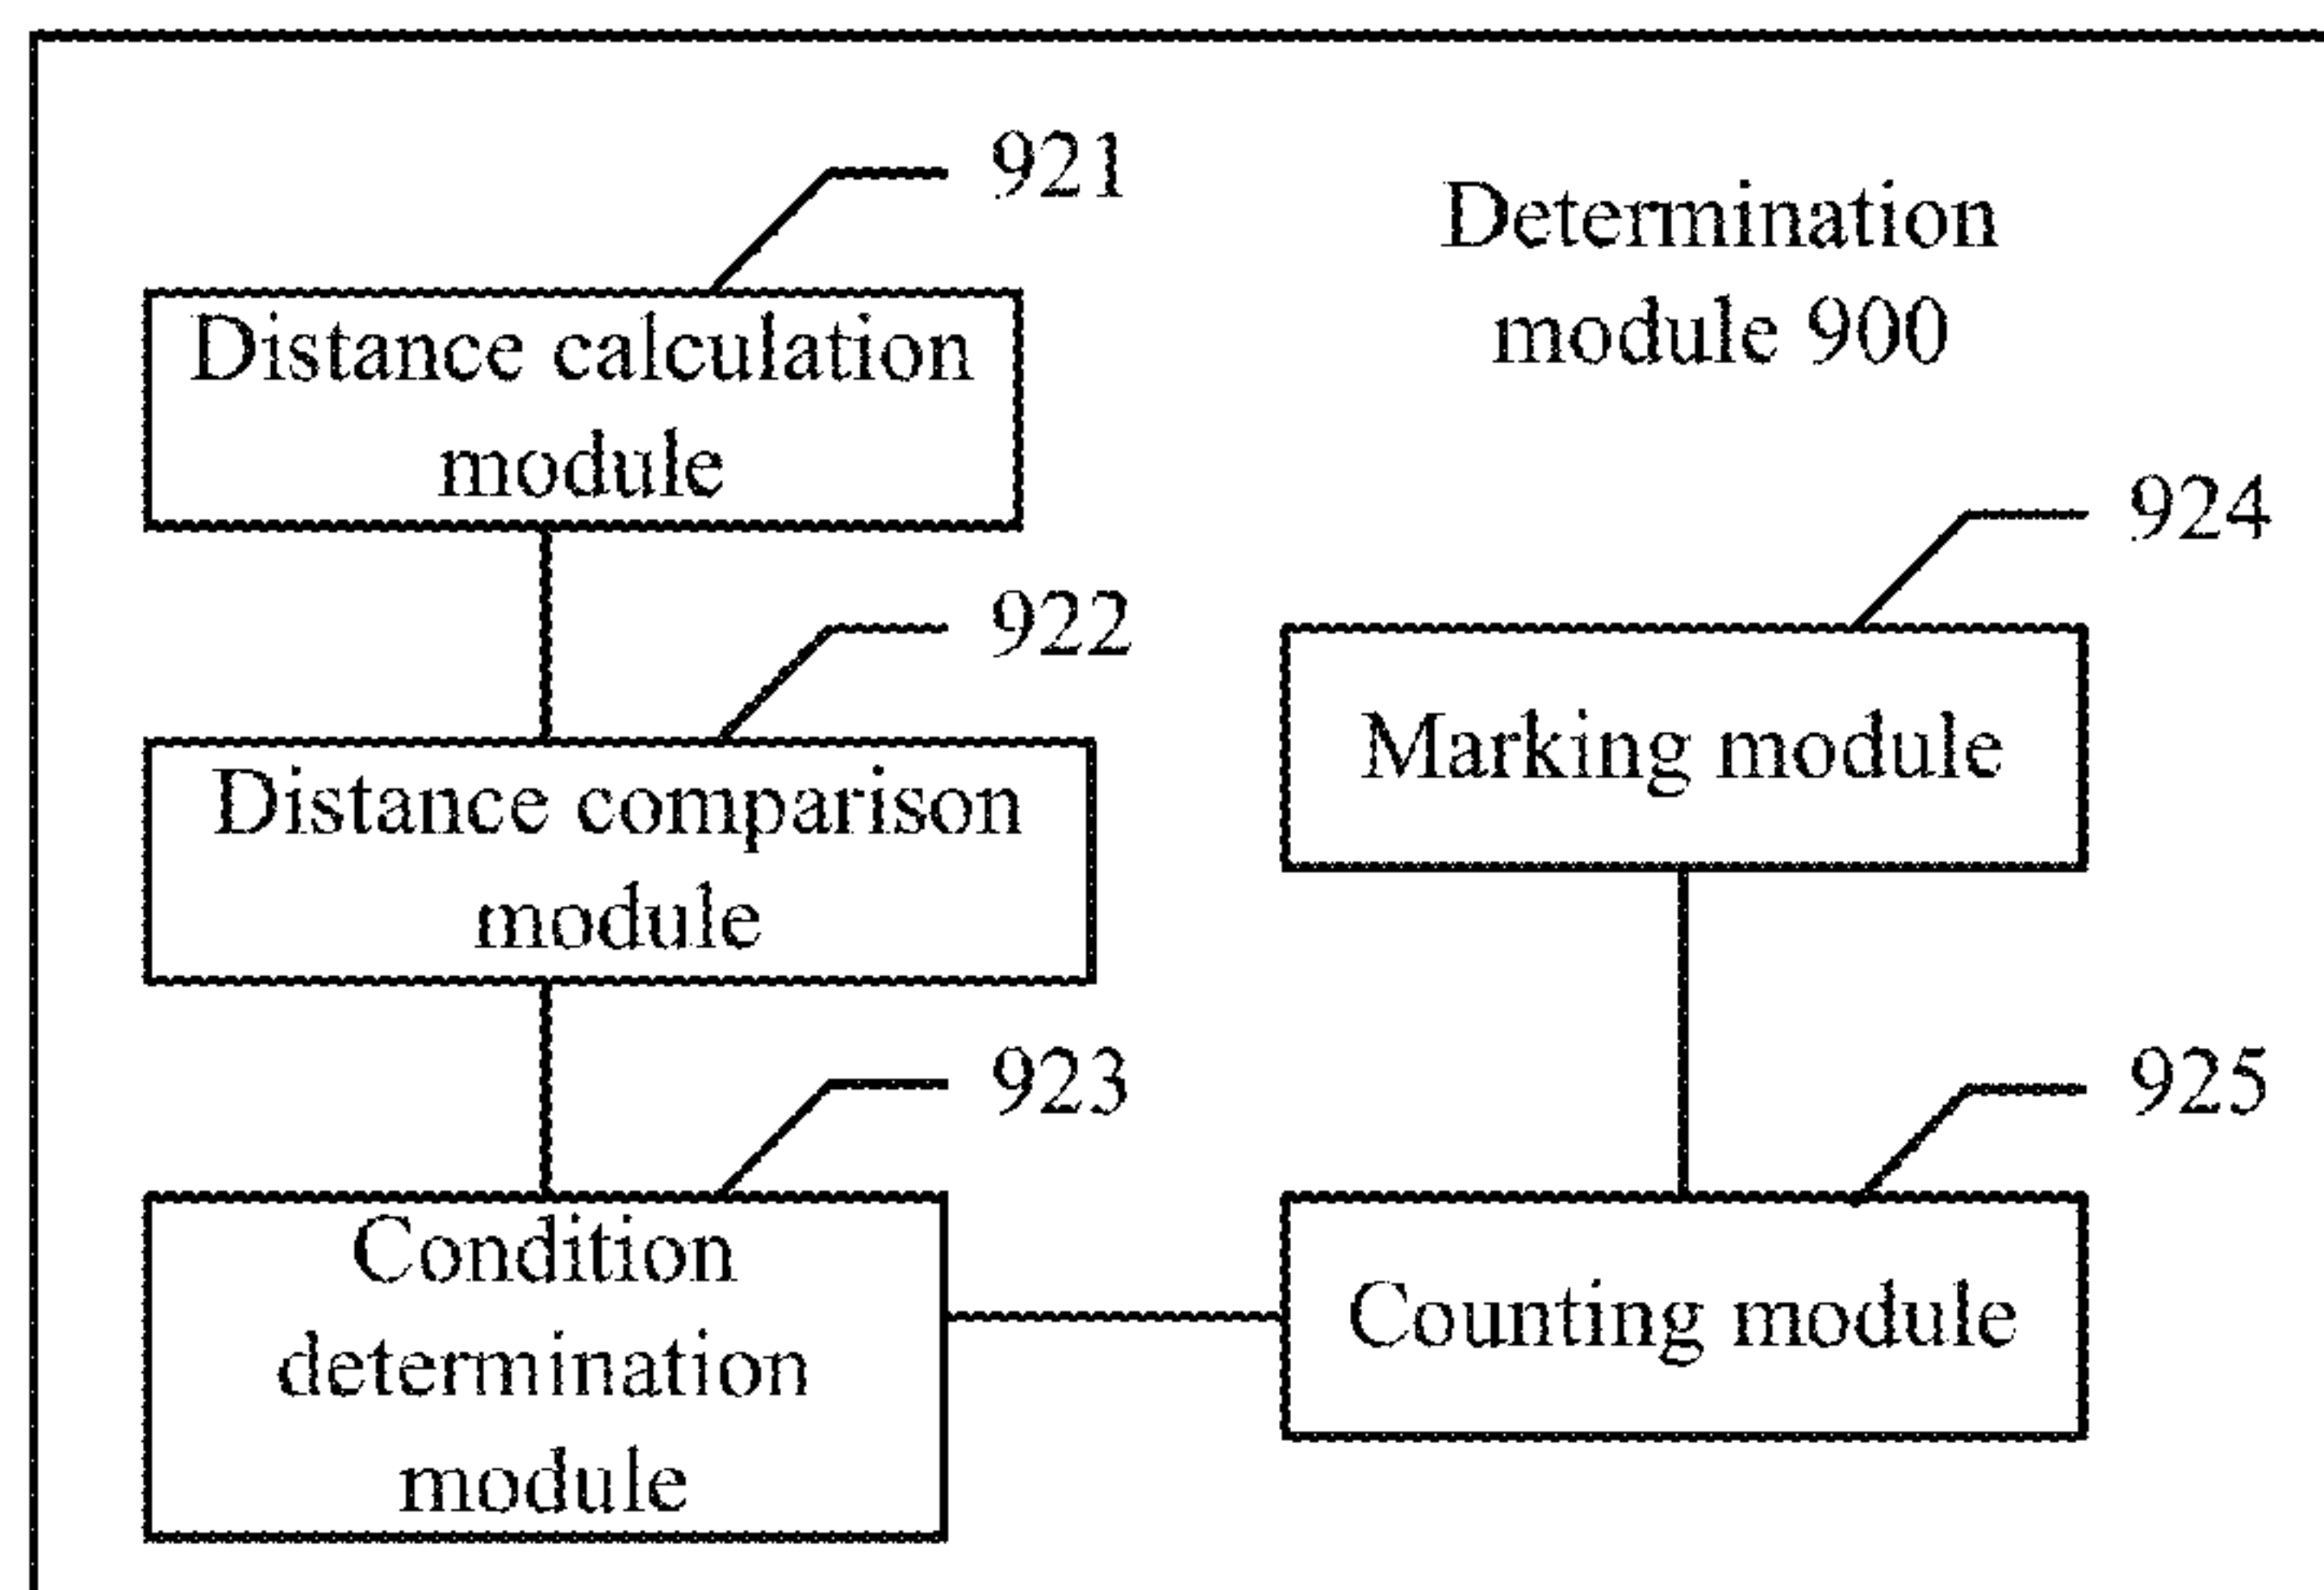 921
Determination
module 900
Distance calculation
module
924
922
Marking module
Distance comparison
module
923
925
Condition
determination
module
Counting module